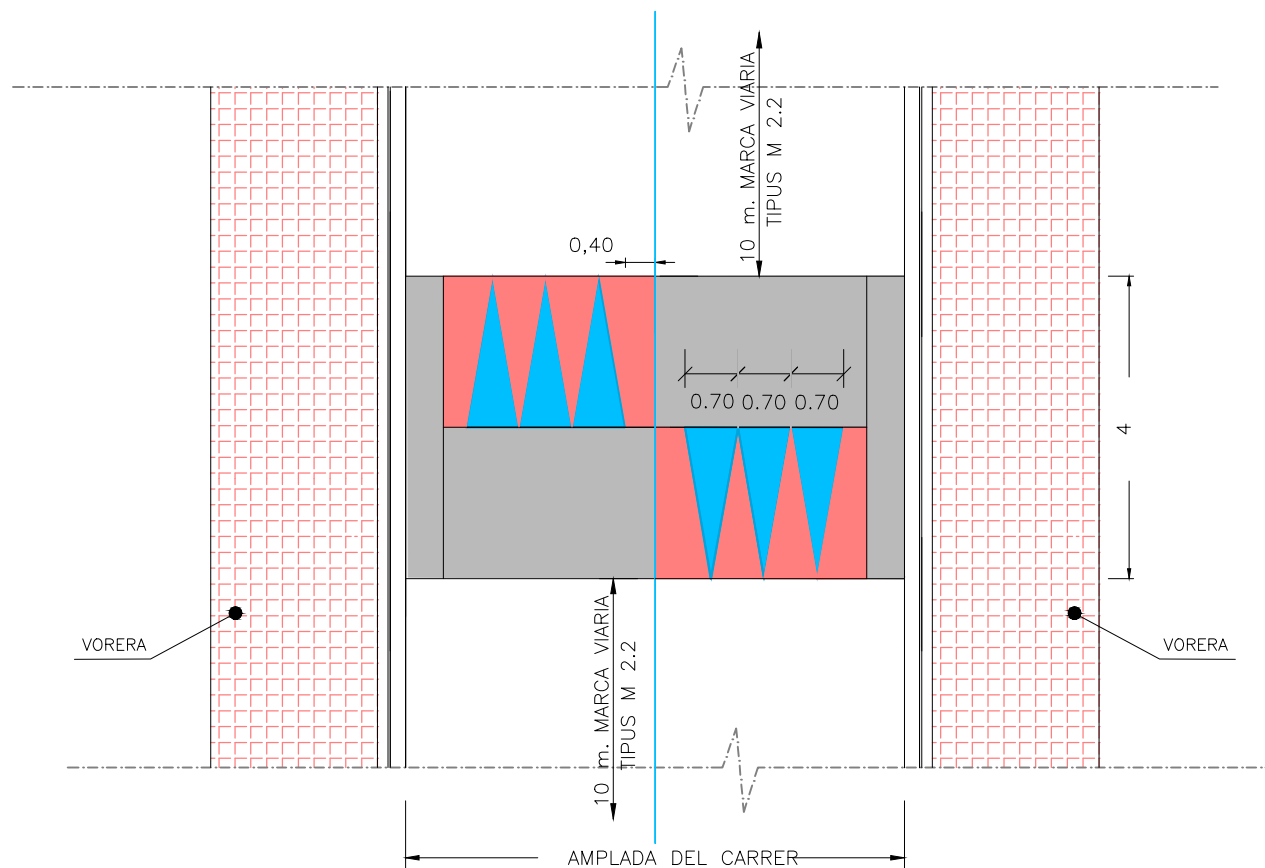 10 m. MARCA VIARIA
TIPUS M 2.2
0,40
0.70
0.70
0.70
4
VORERA
VORERA
10 m. MARCA VIARIA
TIPUS M 2.2
AMPLADA DEL CARRER